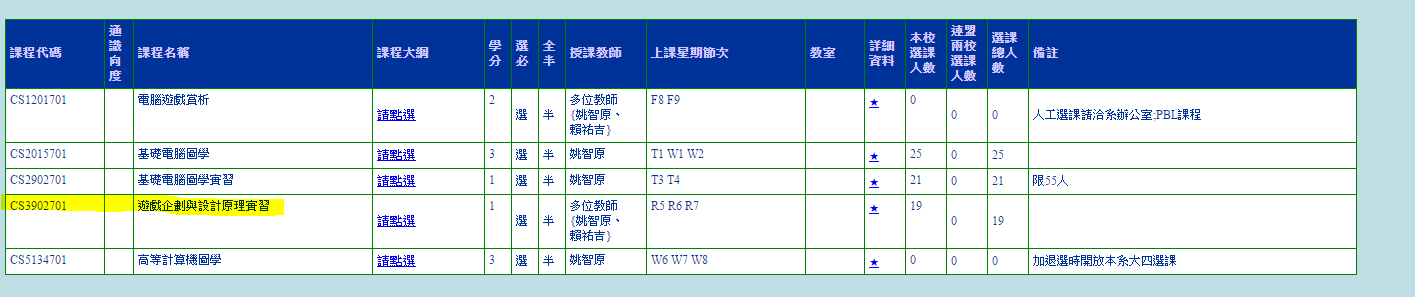 課程代碼 通識向度 課程名稱 課程大綱 學分 選必 全半 授課教師 上課星期節次 教室 詳細資料 本校選課人數 連盟兩校選課人數 選課總人數 備註
CS1201701 電腦遊戲賞析 請點選 2 選 半 多位教師{姚智原、賴祐吉} F8 F9 ★ 0 0 0 人工選課請洽系辦公室;PBL課程
CS2015701 基礎電腦圖學 請點選 3 選 半 姚智原 T1 W1 W2 ★ 25 0 25
CS2902701 基礎電腦圖學實習 請點選 1 選 半 姚智原 T3 T4 ★ 21 0 21 限55人
CS3902701 遊戲企劃與設計原理實習 請點選 1 選 半 多位教師{姚智原、賴祐吉} R5 R6 R7 ★ 19 0 19
CS5134701 高等計算機圖學 請點選 3 選 半 姚智原 W6 W7 W8 ★ 0 0 0 加退選時開放本系大四選課